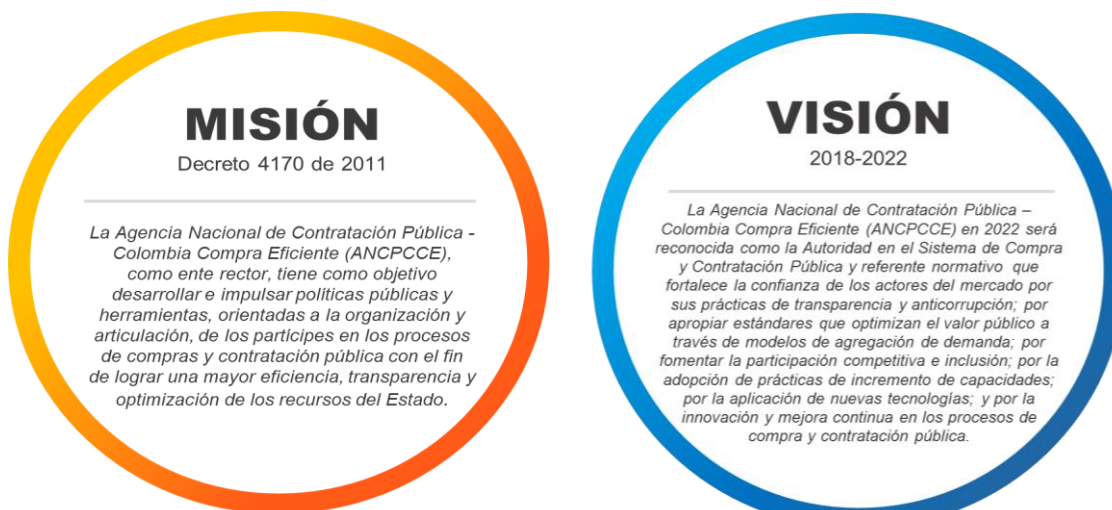 MISIÓN
Decreto 4170 de 2011
La Agencia Nacional de Contratación Pública -
Colombia Compra Eficiente (ANCPCCE),
como ente rector, tiene como objetivo
desarrollar e impulsar políticas públicas y
herramientas, orientadas a la organización y
articulación, de los partícipes en los procesos
de compras y contratación pública con el fin
de lograr una mayor eficiencia, transparencia y
optimización de los recursos del Estado.
VISIÓN
2018-2022
La Agencia Nacional de Contratación Pública –
Colombia Compra Eficiente (ANCPCCE) en 2022 será
reconocida como la Autoridad en el Sistema de Compra
y Contratación Pública y referente normativo que
fortalece la confianza de los actores del mercado por
sus prácticas de transparencia y anticorrupción; por
apropiar estándares que optimizan el valor público a
través de modelos de agregación de demanda; por
fomentar la participación competitiva e inclusión; por la
adopción de prácticas de incremento de capacidades;
por la aplicación de nuevas tecnologías; y por la
innovación y mejora continua en los procesos de
compra y contratación pública.